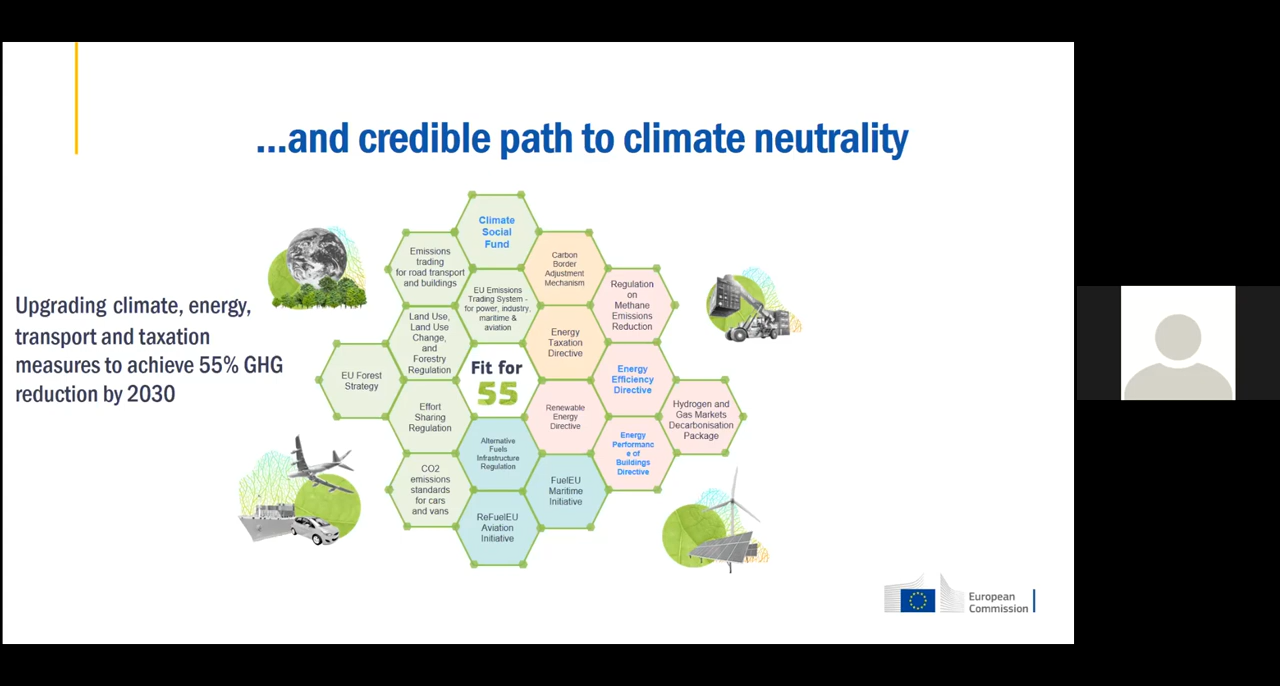 ...and credible path to climate neutrality
Upgrading climate, energy,
transport and taxation
measures to achieve 55% GHG
reduction by 2030
Climate
Social
Fund
Emissions
trading
for road transport
and buildings
Carbon
Border
Adjustment
Mechanism
EU Emissions
Trading System -
for power, industry,
maritime &
aviation
Regulation
on
Methane
Emissions
Reduction
Land Use,
Land Use
Change,
and
Forestry
Regulation
Energy
Taxation
Directive
EU Forest
Strategy
Fit for
55
Energy
Efficiency
Directive
Effort
Sharing
Regulation
Renewable
Energy
Directive
Hydrogen and
Gas Markets
Decarbonisation
Package
Alternative
Fuels
Infrastructure
Regulation
Energy
Performanc
e of
Buildings
Directive
CO2
emissions
standards
for cars
and vans
FuelEU
Maritime
Initiative
ReFuelEU
Aviation
Initiative
European
Commission